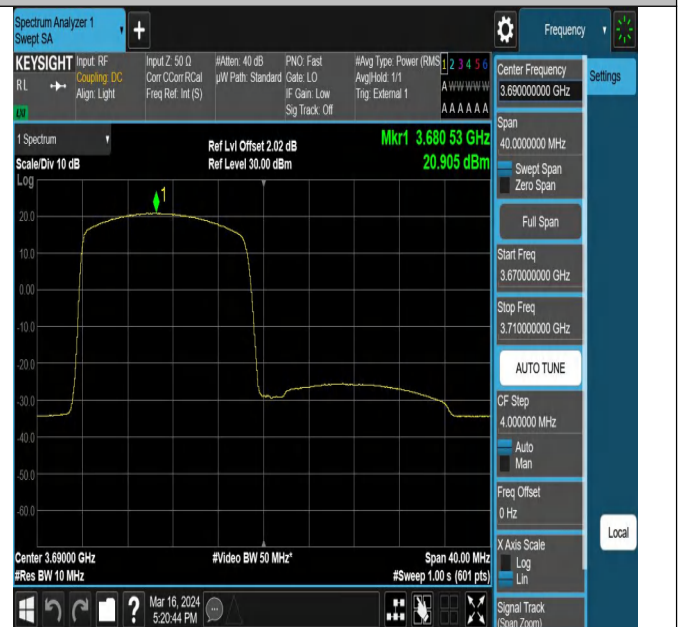 Spectrum Analyzer 1
Swept SA
+
Frequency
KEYSIGHT
RL
LXI
Input: RF
Coupling: DC
Align: Light
Input Z: 50 Ω
Corr CCorr RCal
Freq Ref: Int (S)
#Atten: 40 dB
µW Path: Standard
PNO: Fast
Gate: LO
IF Gain: Low
Sig Track: Off
#Avg Type: Power (RMS
Avg|Hold: 1/1
Trig: External 1
1 2 3 4 5 6
A WW WW W
A A A A A A
1 Spectrum
Scale/Div 10 dB
Ref Lvl Offset 2.02 dB
Ref Level 30.00 dBm
Mkr1 3.680 53 GHz
20.905 dBm
Log
1
20.0
10.0
0.00
-10.0
-20.0
-30.0
-40.0
-50.0
-60.0
Center 3.69000 GHz
#Res BW 10 MHz
#Video BW 50 MHz*
Span 40.00 MHz
#Sweep 1.00 s (601 pts)
Mar 16, 2024
5:20:44 PM
Center Frequency
3.690000000 GHz
Settings
Span
40.0000000 MHz
Swept Span
Zero Span
Full Span
Start Freq
3.670000000 GHz
Stop Freq
3.710000000 GHz
AUTO TUNE
CF Step
4.000000 MHz
Auto
Man
Freq Offset
0 Hz
Local
X Axis Scale
Log
Lin
Signal Track
(Span Zoom)